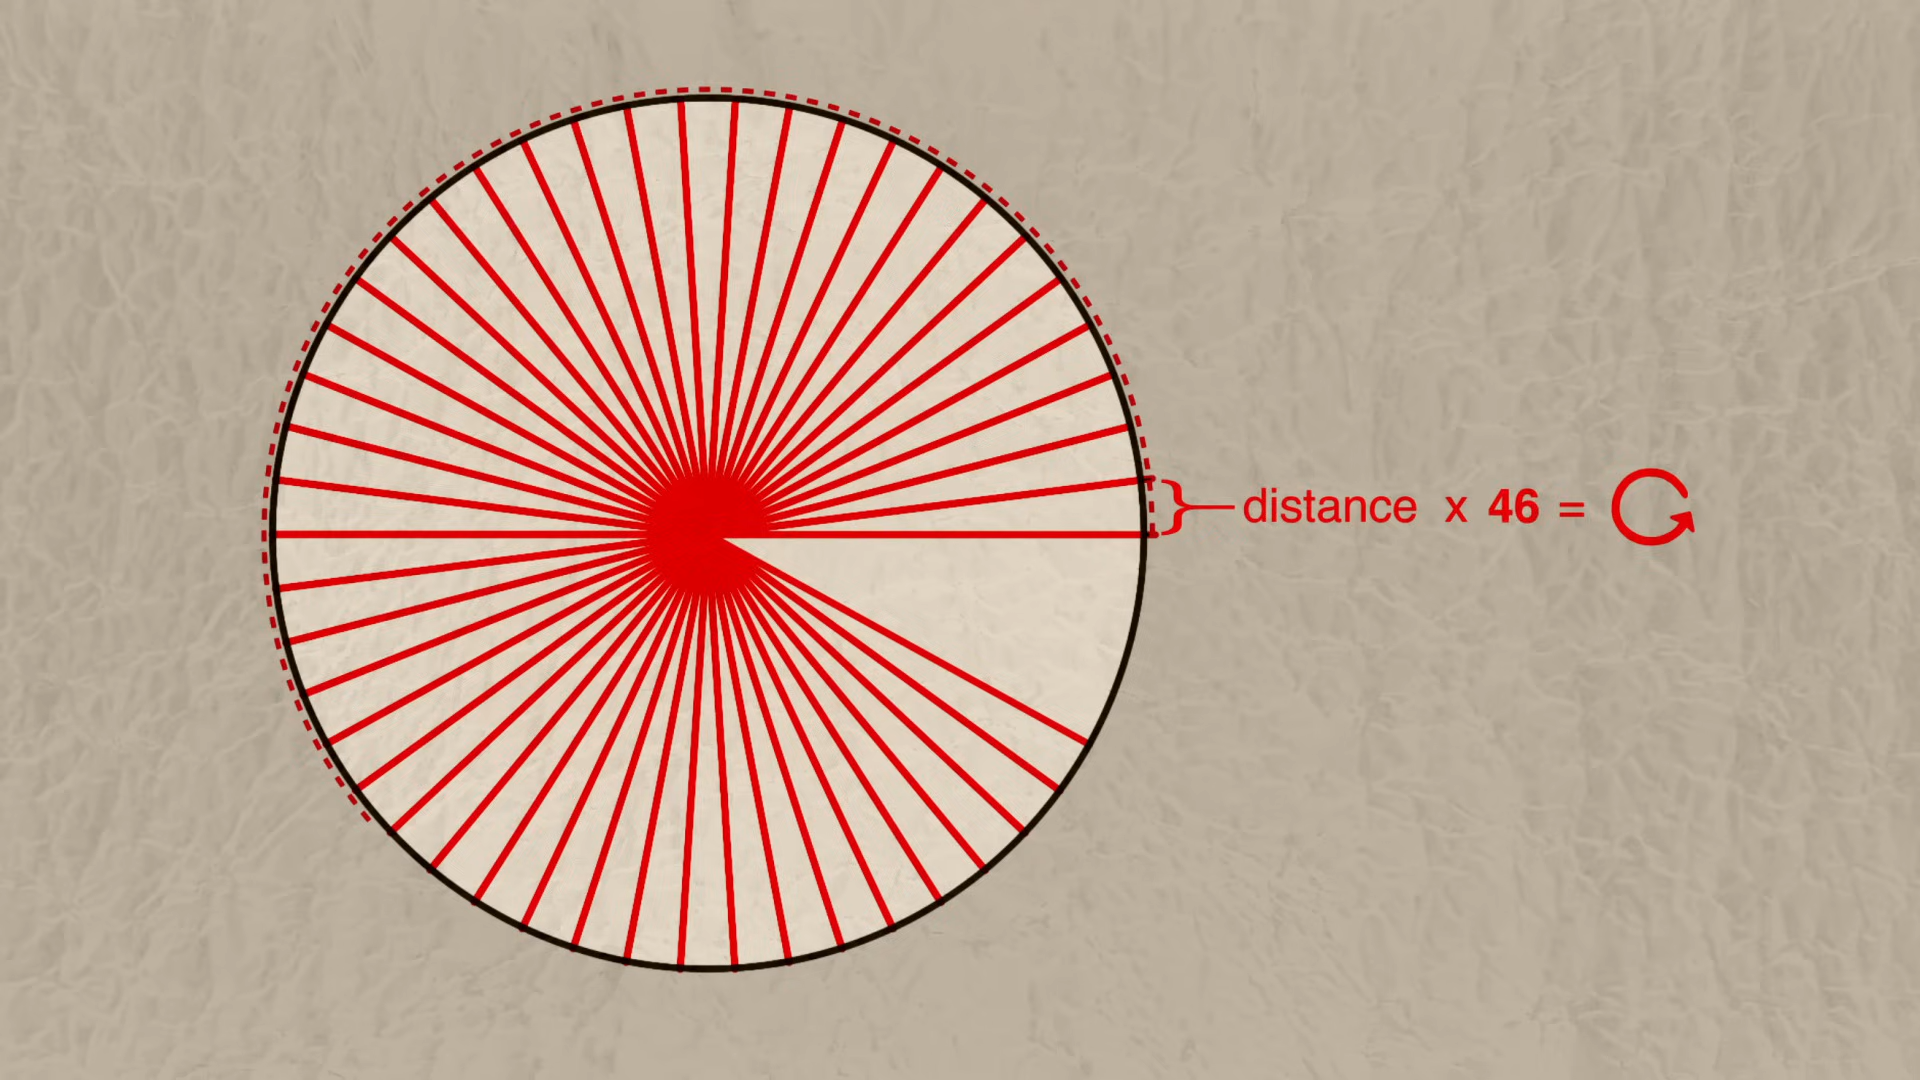 distance x 46 =